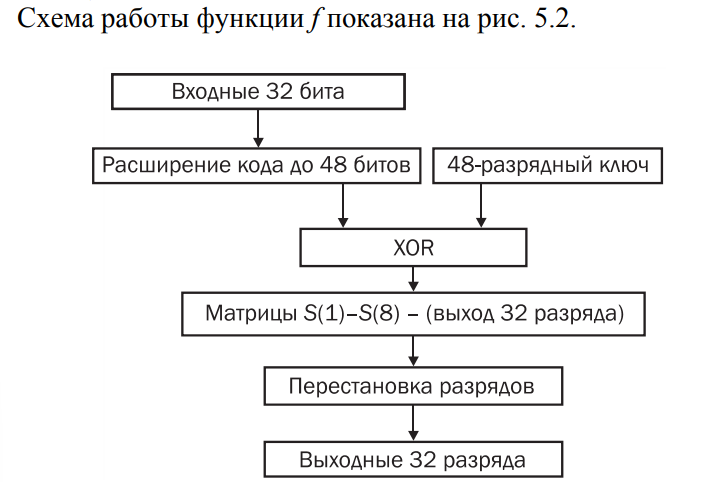 Схема работы функции f показана на рис. 5.2.
Входные 32 бита
Расширение кода до 48 битов
48-разрядный ключ
XOR
Матрицы S(1)–S(8) – (выход 32 разряда)
Перестановка разрядов
Выходные 32 разряда